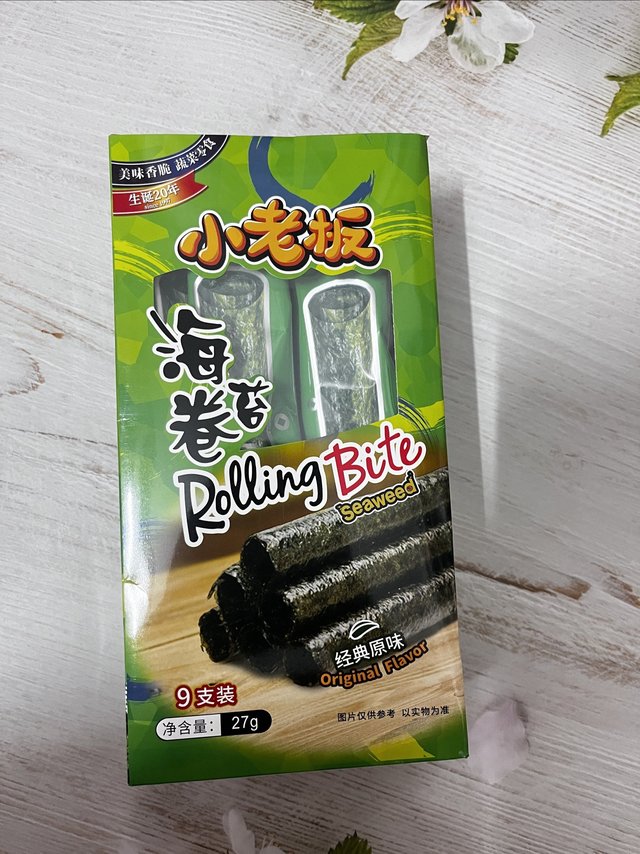 美味香脆 蔬菜零食
生诞20年
since 1997
小老板
海苔卷
Rolling Bite
Seaweed
经典原味
Original Flavor
9支装
净含量: 27g
图片仅供参考 以实物为准